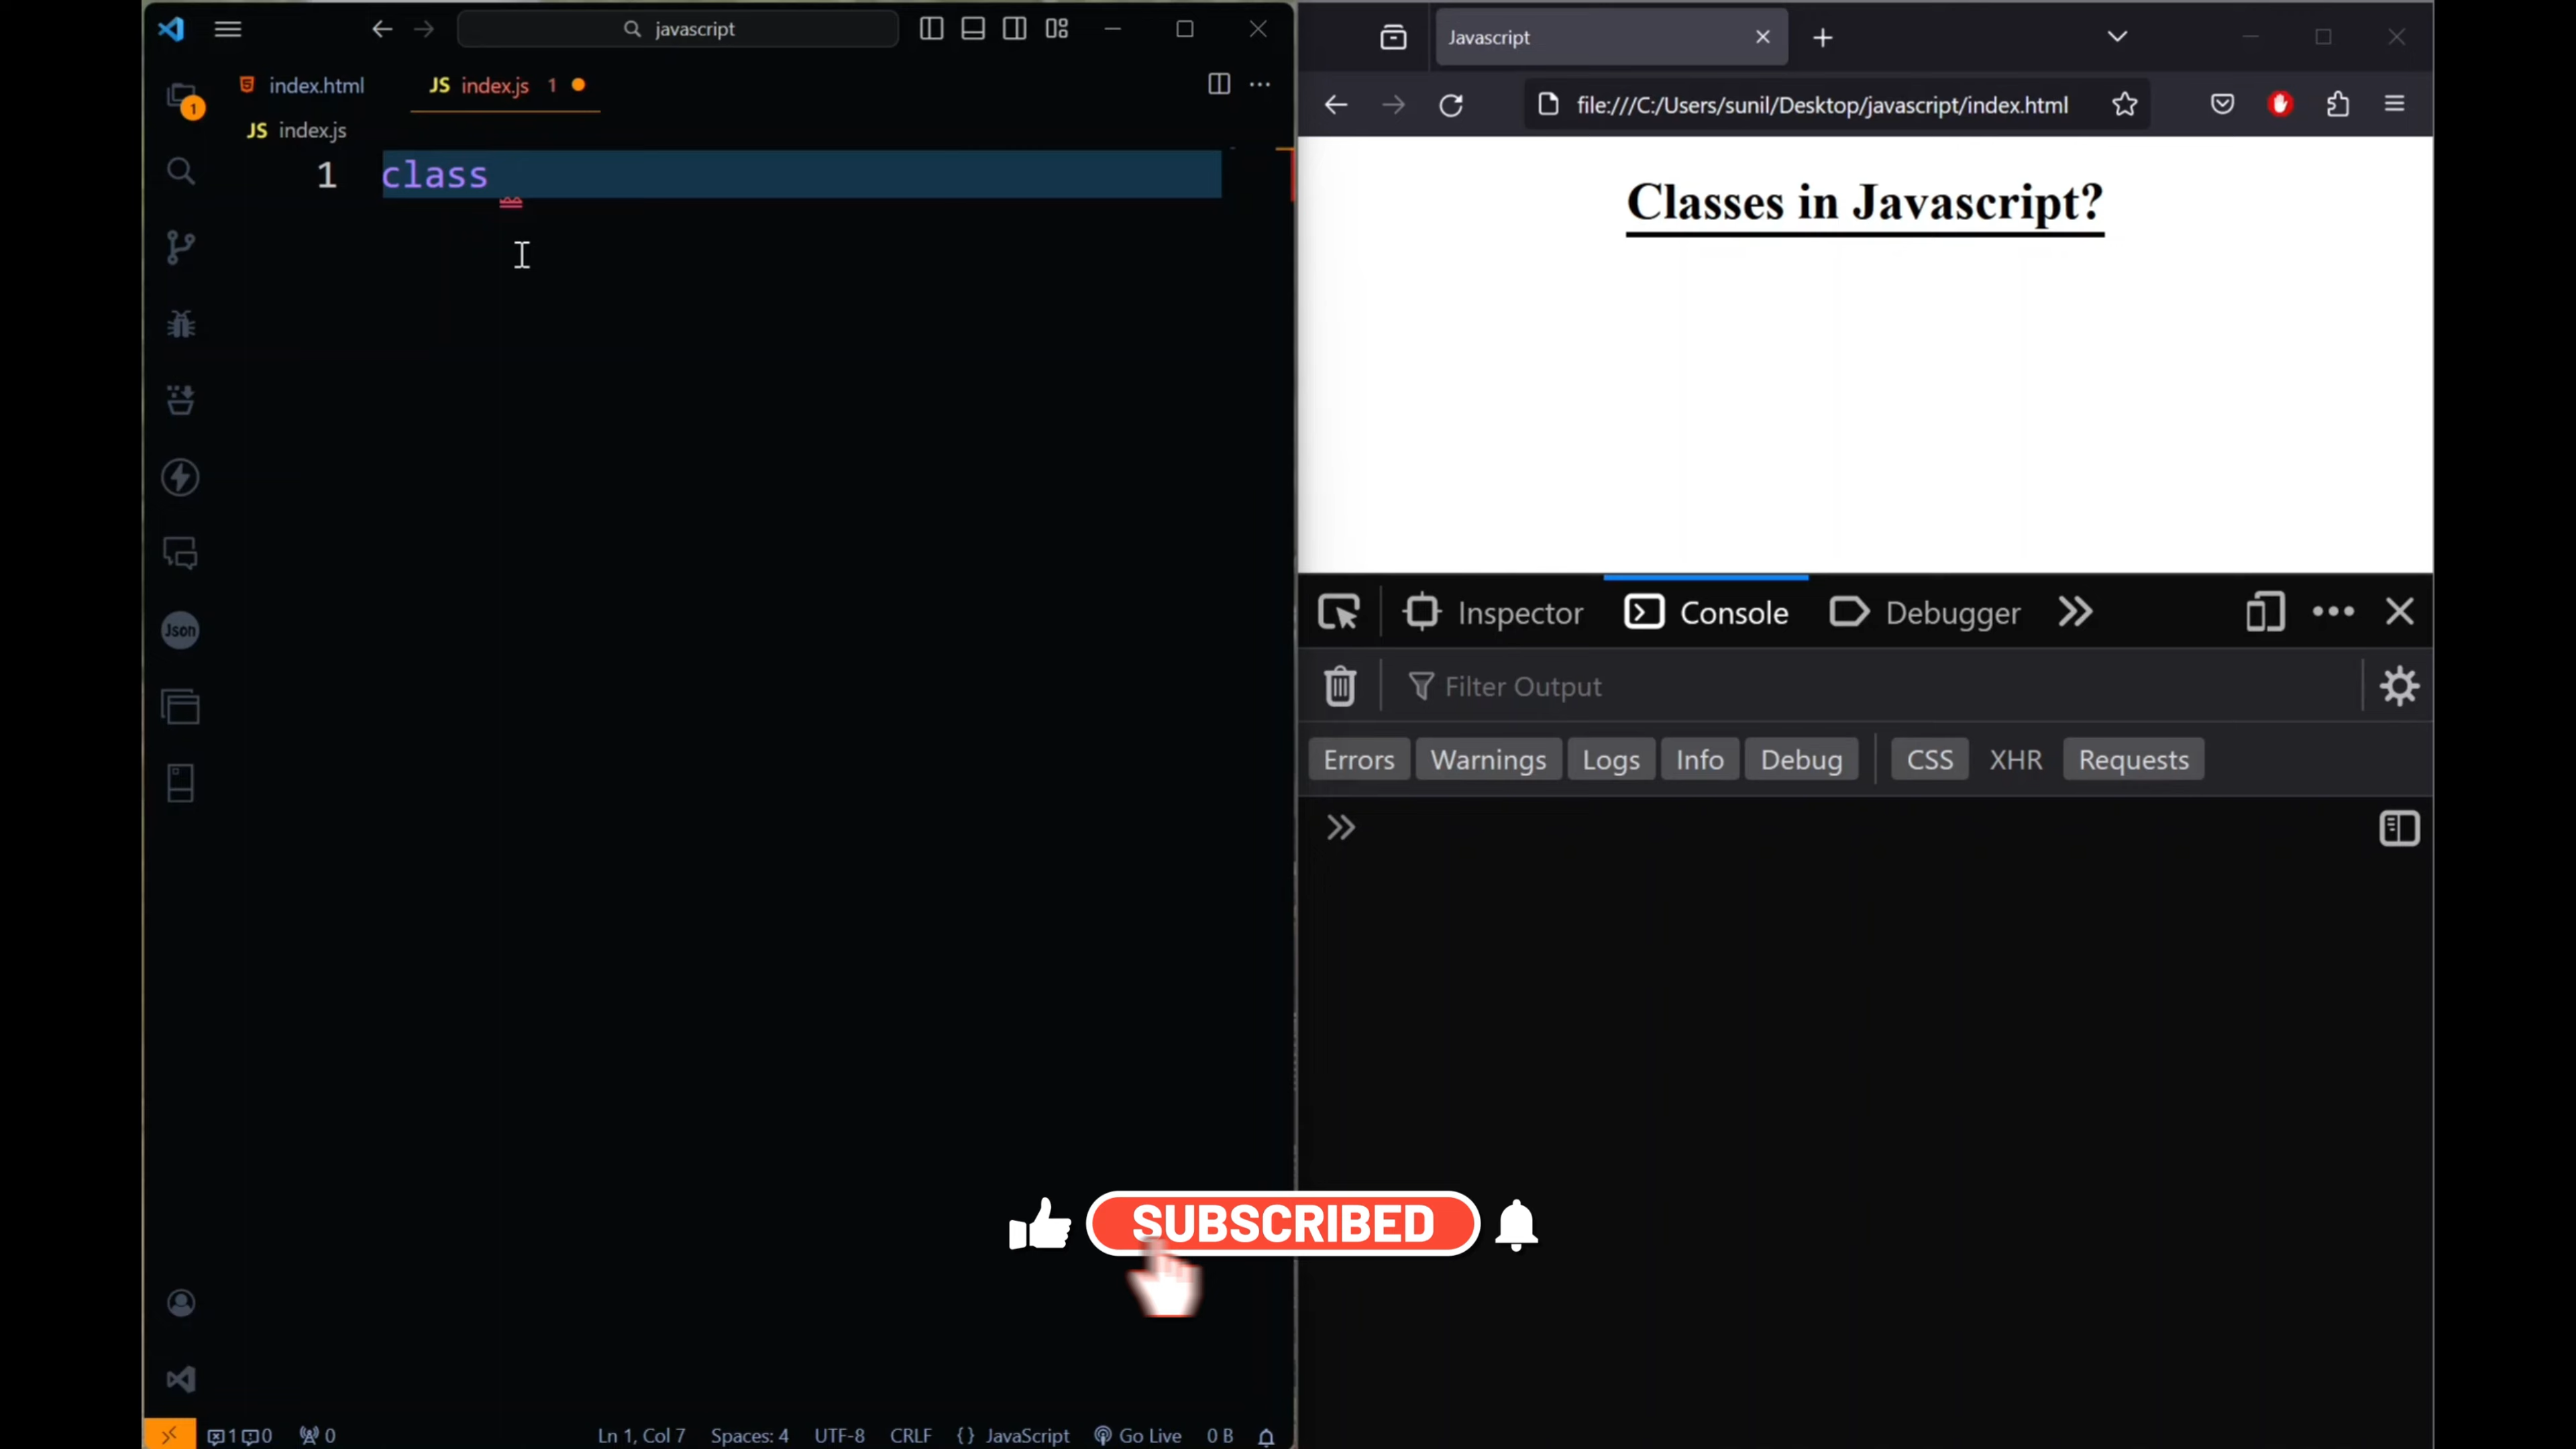 javascript
index.html
JS index.js 1
JS index.js
1
class
Json
1
1 0
0
Ln 1, Col 7
Spaces: 4
UTF-8
CRLF
{} JavaScript
Go Live
0 B
Javascript
file:///C:/Users/sunil/Desktop/javascript/index.html
Classes in Javascript?
Inspector
Console
Debugger
Filter Output
Errors
Warnings
Logs
Info
Debug
CSS
XHR
Requests
SUBSCRIBED